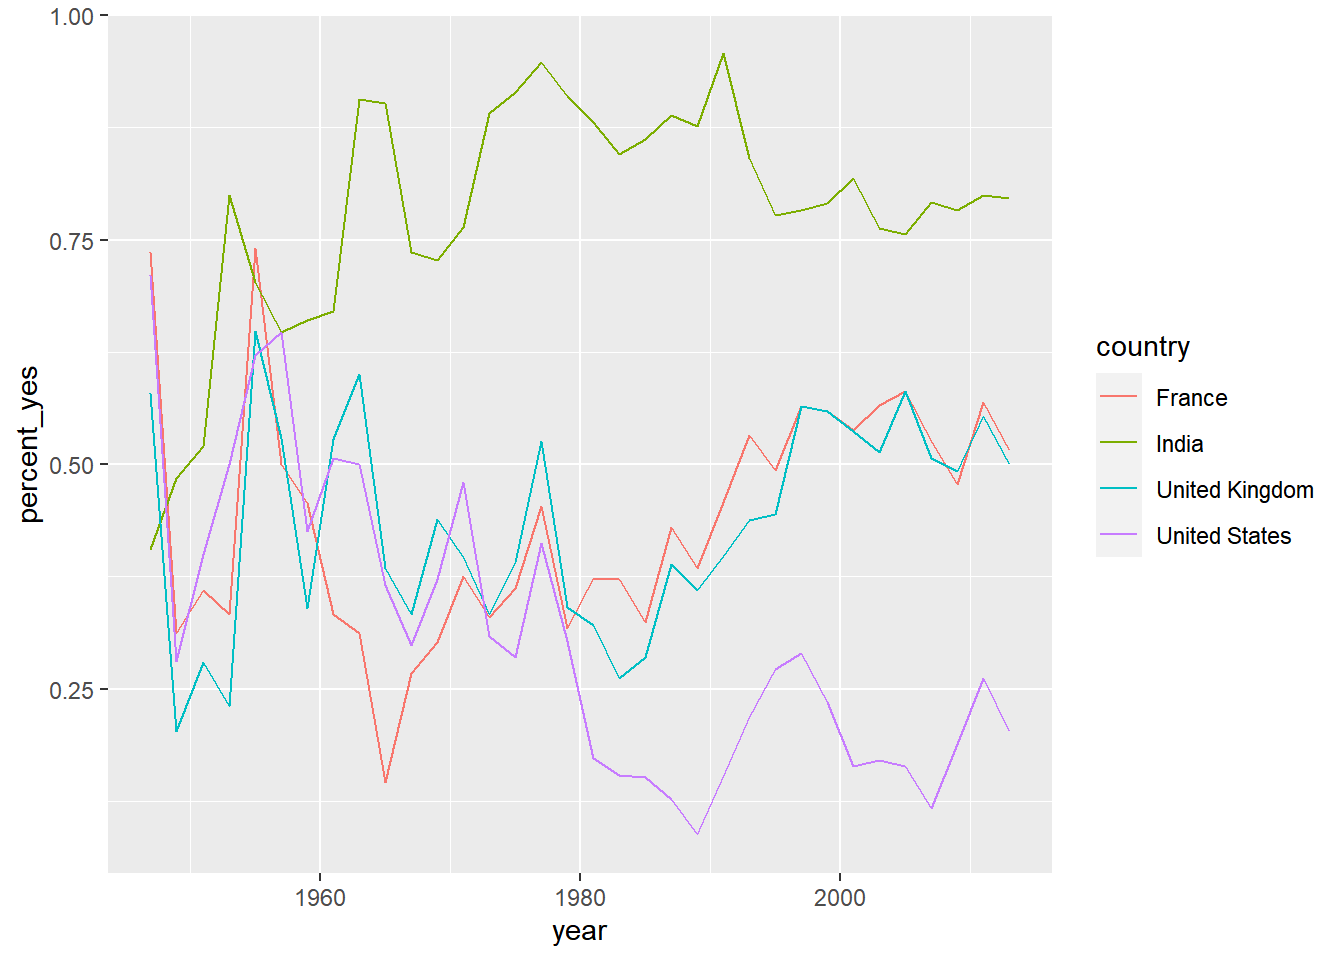 1.00
0.75
0.50
0.25
percent_yes
1960 1980 2000
year
country
France
India
United Kingdom
United States